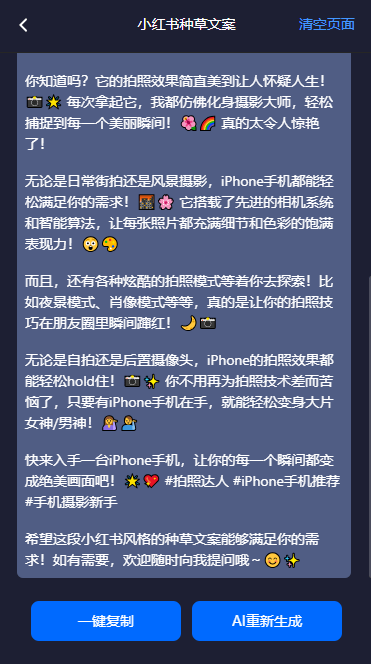 小红书种草文案
清空页面
你知道吗？它的拍照效果简直美到让人怀疑人生！
📷🌟 每次拿起它，我都仿佛化身摄影大师，轻松
捕捉到每一个美丽瞬间！🌺🌈 真的太令人惊艳
了！
无论是日常街拍还是风景摄影，iPhone手机都能轻
松满足你的需求！🌉🌸 它搭载了先进的相机系统
和智能算法，让每张照片都充满细节和色彩的饱满
表现力！😲🎨
而且，还有各种炫酷的拍照模式等着你去探索！比
如夜景模式、肖像模式等等，真的是让你的拍照技
巧在朋友圈里瞬间蹿红！🌙📷
无论是自拍还是后置摄像头，iPhone的拍照效果都
能轻松hold住！📷✨ 你不用再为拍照技术差而苦
恼了，只要有iPhone手机在手，就能轻松变身大片
女神/男神！💁‍♀️💁‍♂️
快来入手一台iPhone手机，让你的每一个瞬间都变
成绝美画面吧！🌟💖 #拍照达人 #iPhone手机推荐
#手机摄影新手
希望这段小红书风格的种草文案能够满足你的需
求！如有需要，欢迎随时向我提问哦～😊✨
一键复制
AI重新生成